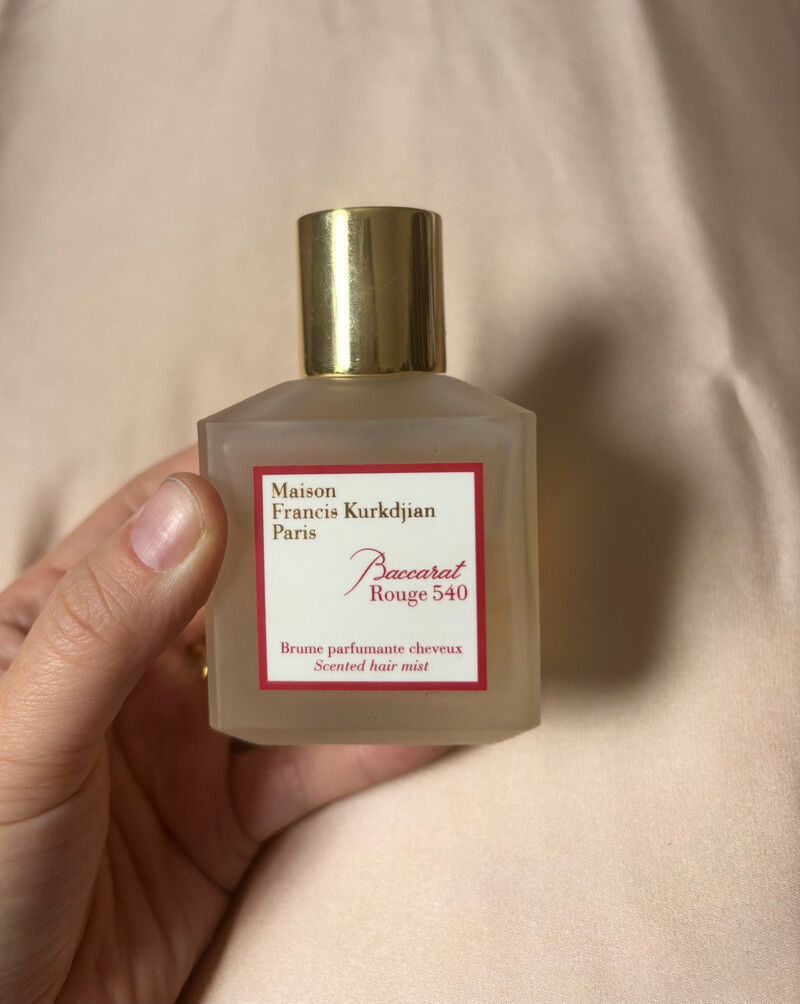 Maison
Francis Kurkdjian
Paris
Baccarat
Rouge 540
Brume parfumante cheveux
Scented hair mist